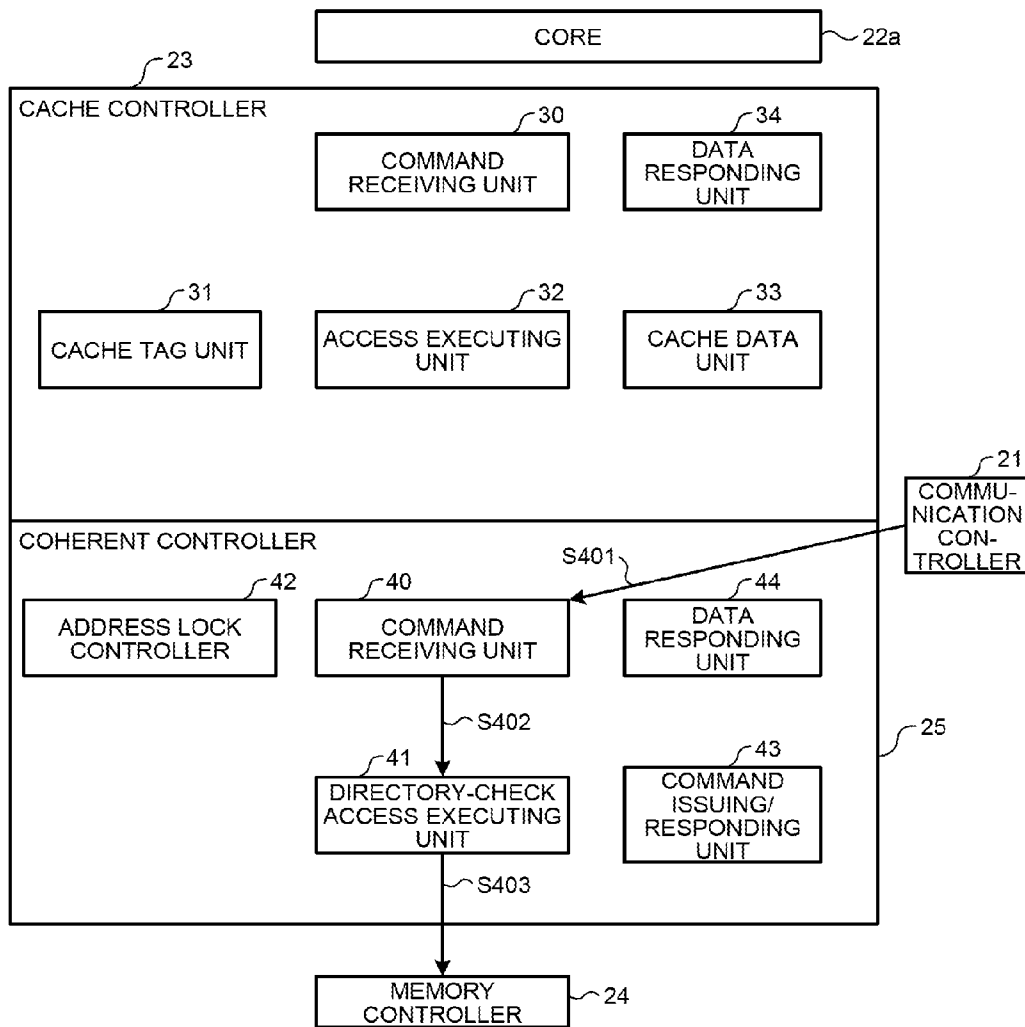 CORE
22a
23
CACHE CONTROLLER
30
COMMAND
RECEIVING UNIT
34
DATA
RESPONDING
UNIT
31
CACHE TAG UNIT
32
ACCESS EXECUTING
UNIT
33
CACHE DATA
UNIT
21
COMMU-
NICATION
CON-
TROLLER
COHERENT CONTROLLER
S401
42
ADDRESS LOCK
CONTROLLER
40
COMMAND
RECEIVING UNIT
44
DATA
RESPONDING
UNIT
S402
25
41
DIRECTORY-CHECK
ACCESS EXECUTING
UNIT
43
COMMAND
ISSUING/
RESPONDING
UNIT
S403
MEMORY
CONTROLLER
24